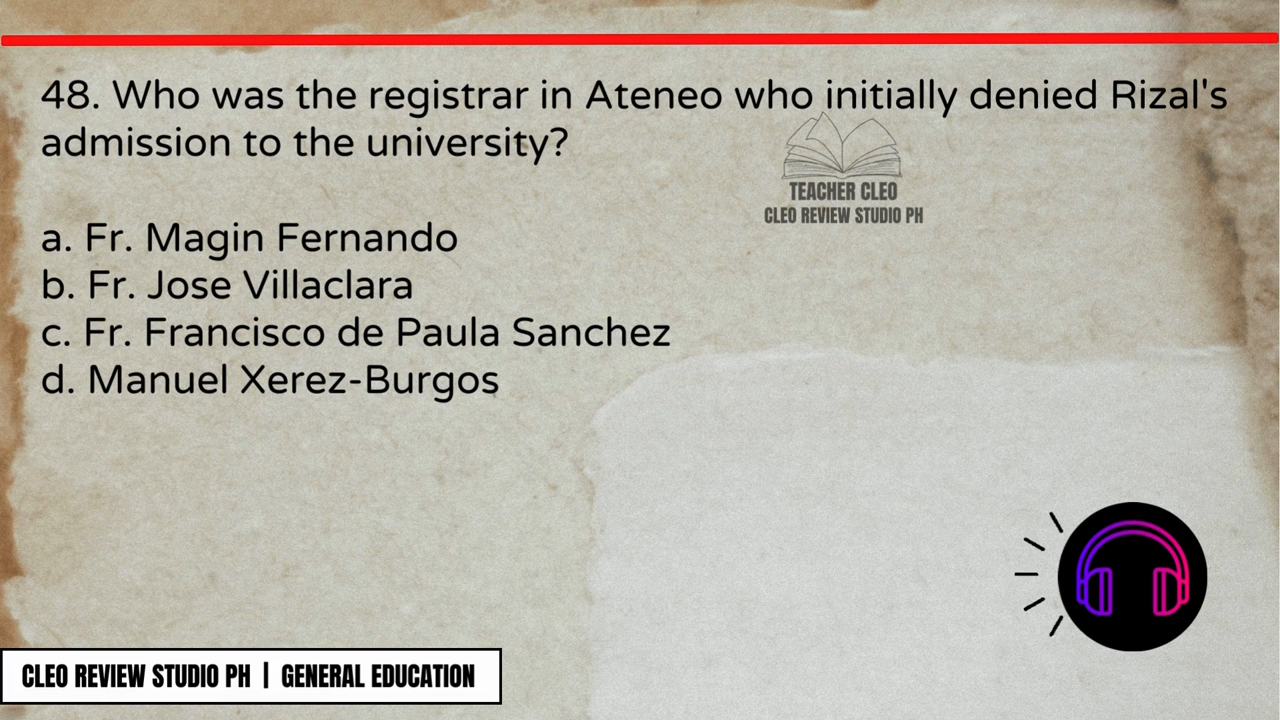 48. Who was the registrar in Ateneo who initially denied Rizal's
admission to the university?
TEACHER CLEO
CLEO REVIEW STUDIO PH
a. Fr. Magin Fernando
b. Fr. Jose Villaclara
c. Fr. Francisco de Paula Sanchez
d. Manuel Xerez-Burgos
CLEO REVIEW STUDIO PH | GENERAL EDUCATION